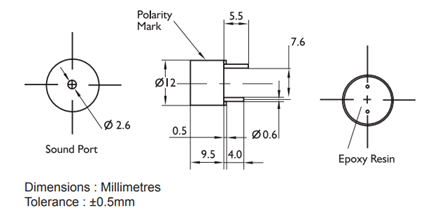 Polarity
Mark
5.5
7.6
Ø12
Ø 2.6
0.5
Ø0.6
Sound Port
9.5
4.0
Epoxy Resin
Dimensions : Millimetres
Tolerance : ±0.5mm